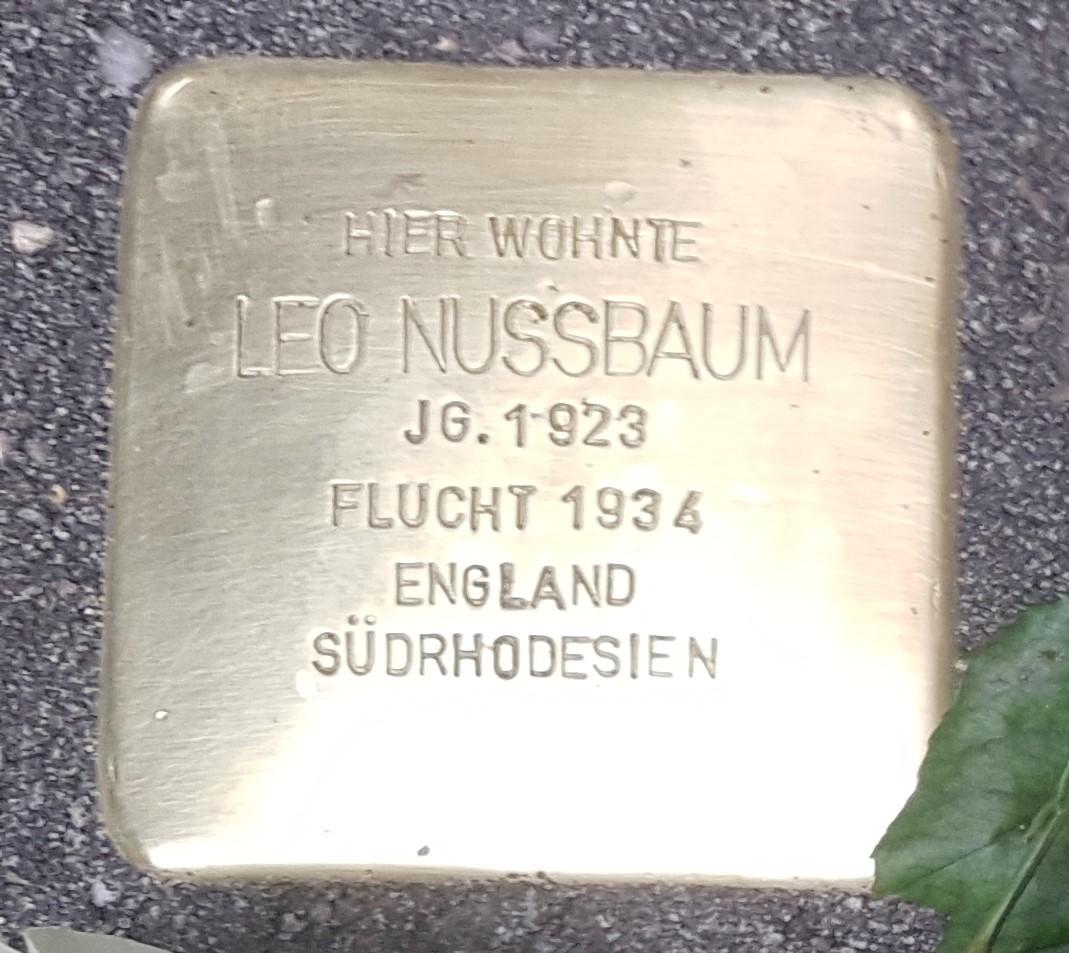 HIER WOHNTE
LEO NUSSBAUM
JG. 1923
FLUCHT 1934
ENGLAND
SÜDRHODESIEN